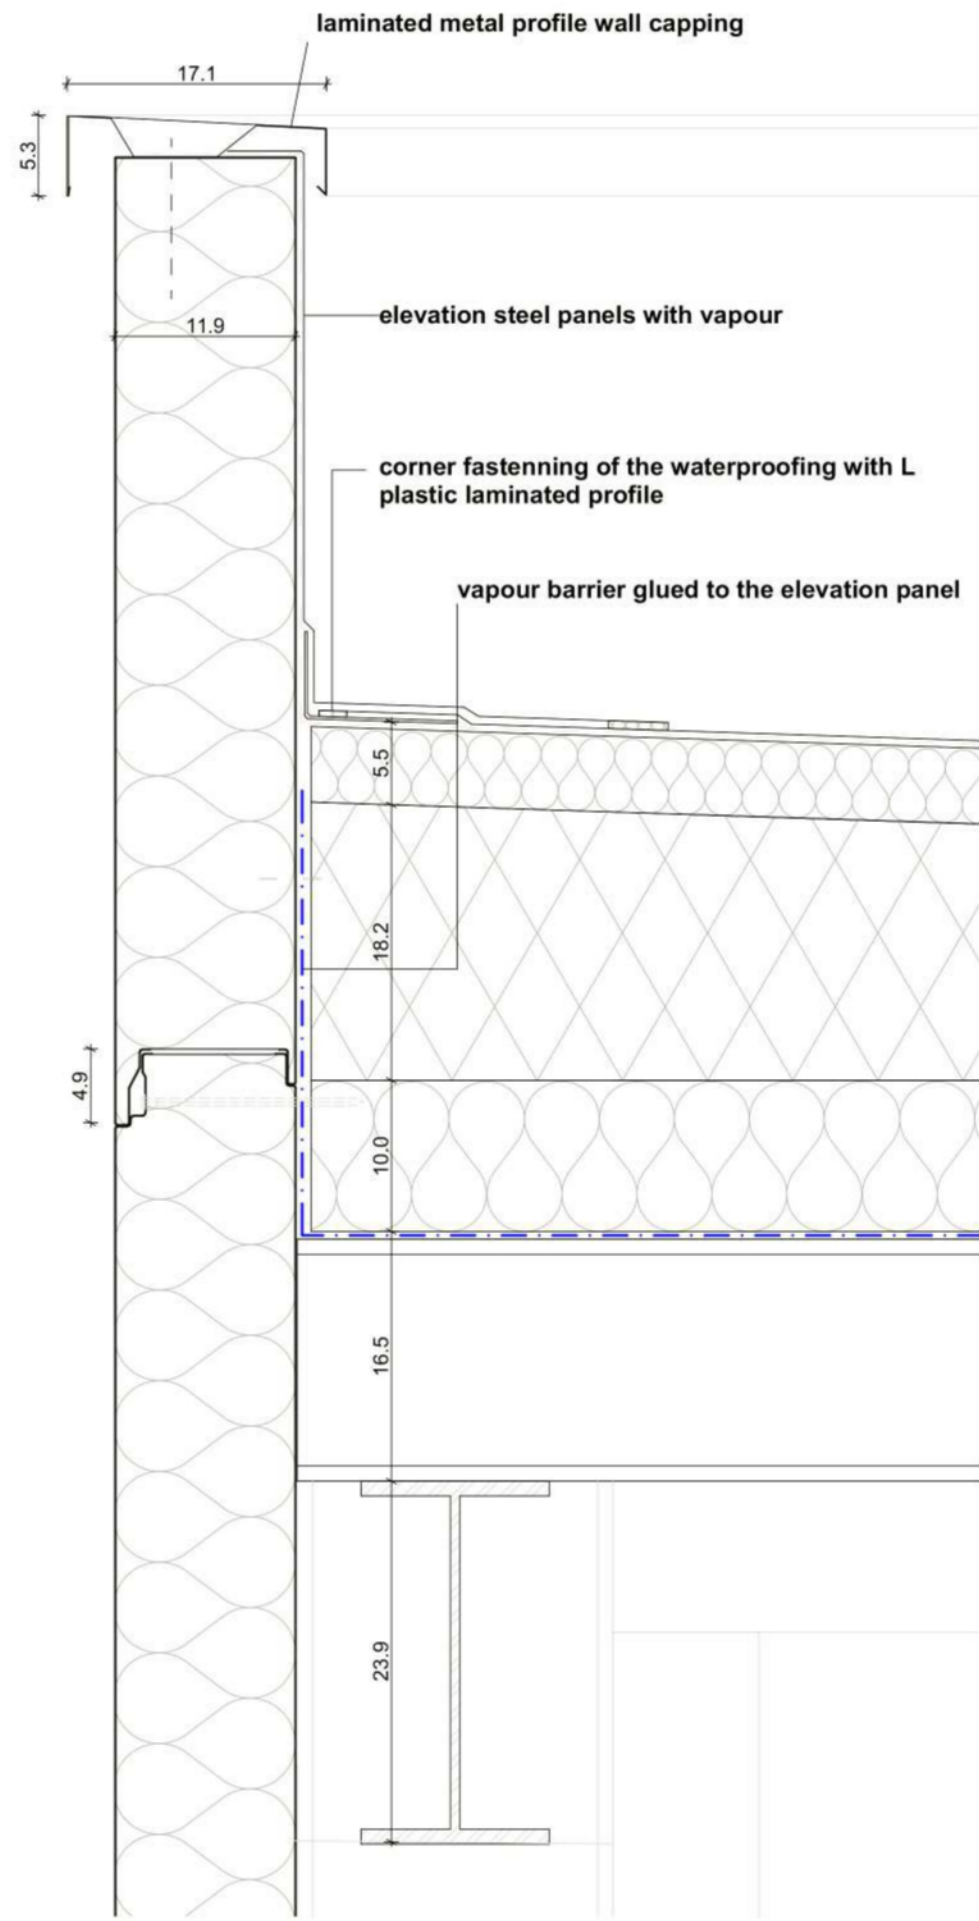 laminated metal profile wall capping
17.1
5.3
elevation steel panels with vapour
11.9
corner fastenning of the waterproofing with L
plastic laminated profile
vapour barrier glued to the elevation panel
5.5
18.2
4.9
10.0
16.5
23.9